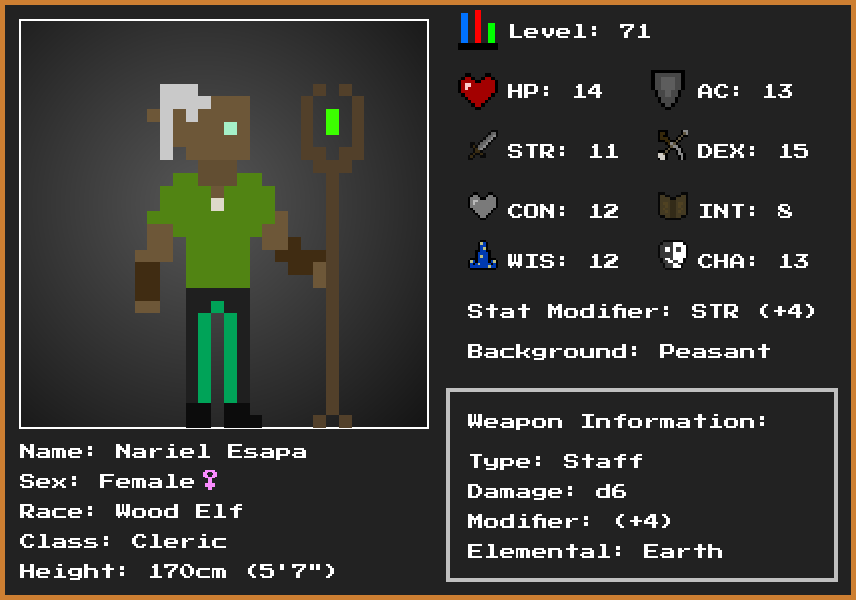 Level: 71
HP: 14
AC: 13
STR: 11
DEX: 15
CON: 12
INT: 8
WIS: 12
CHA: 13
Stat Modifier: STR (+4)
Background: Peasant
Weapon Information:
Type: Staff
Damage: d6
Modifier: (+4)
Elemental: Earth
Name: Nariel Esapa
Sex: Female♀
Race: Wood Elf
Class: Cleric
Height: 170cm (5'7")